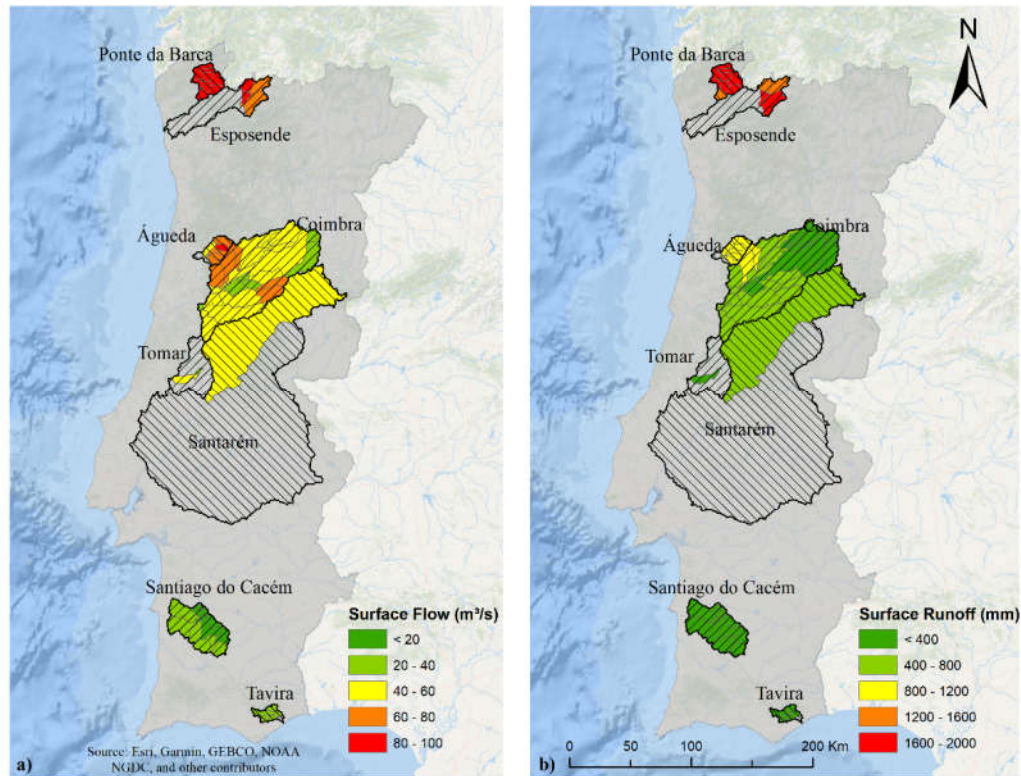 Ponte da Barca
Esposende
Águeda
Coimbra
Tomar
Santarém
Santiago do Cacém
Tavira
Surface Flow (m³/s)
< 20
20 - 40
40 - 60
60 - 80
80 - 100
Source: Esri, Garmin, GEBCO, NOAA
NGDC, and other contributors
a)
N
Ponte da Barca
Esposende
Águeda
Coimbra
Tomar
Santarém
Santiago do Cacém
Tavira
Surface Runoff (mm)
< 400
400 - 800
800 - 1200
1200 - 1600
1600 - 2000
0 50 100 200 Km
b)